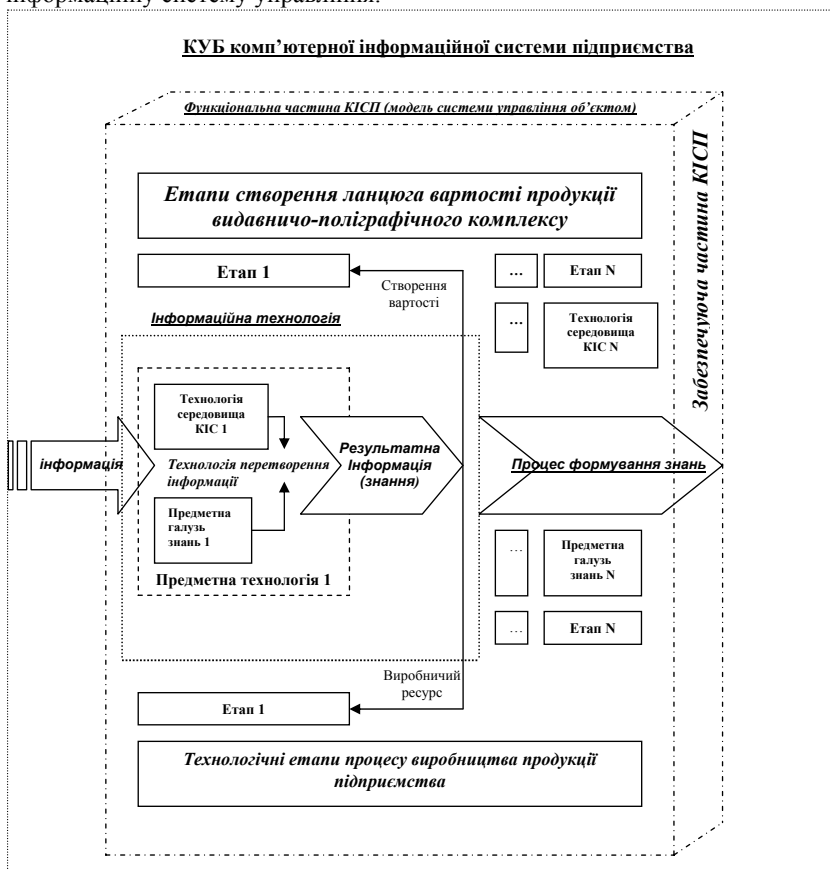 інформаційну систему управління.
КУБ комп’ютерної інформаційної системи підприємства
Функціональна частина КІСП (модель системи управління об’єктом)
Забезпечуюча частина КІСП
Етапи створення ланцюга вартості продукції
видавничо-поліграфічного комплексу
Етап 1
Створення
вартості
...
Етап N
Інформаційна технологія
...
Технологія
середовища
КІС N
Технологія
середовища
КІС 1
інформація
Технологія перетворення
інформації
Результатна
Інформація
(знання)
Процес формування знань
Предметна
галузь
знань 1
Предметна технологія 1
...
Предметна
галузь
знань N
...
Етап N
Виробничий
ресурс
Етап 1
Технологічні етапи процесу виробництва продукції
підприємства